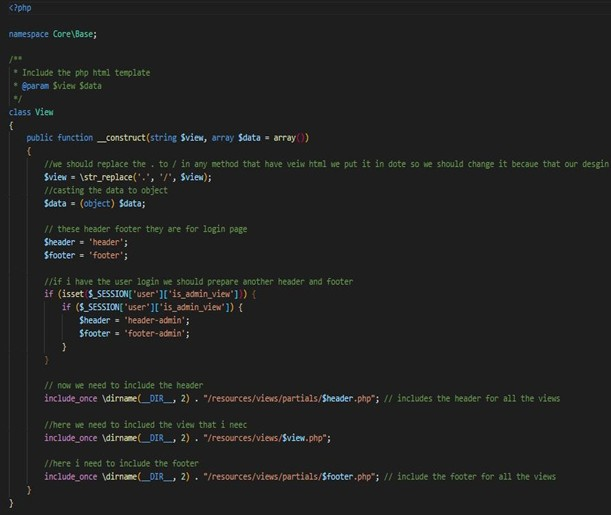 <?php
namespace Core\Base;
/**
* Include the php html template
* @param $view $data
*/
class View
{
public function __construct(string $view, array $data = array())
{
//we should replace the . to / in any method that have veiw html we put it in dote so we should change it becaue that our desgin
$view = \str_replace('.', '/', $view);
//casting the data to object
$data = (object) $data;
// these header footer they are for login page
$header = 'header';
$footer = 'footer';
//if i have the user login we should prepare another header and footer
if (isset($_SESSION['user']['is_admin_view'])) {
if ($_SESSION['user']['is_admin_view']) {
$header = 'header-admin';
$footer = 'footer-admin';
}
}
// now we need to include the header
include_once \dirname(__DIR__, 2) . "/resources/views/partials/$header.php"; // includes the header for all the views
//here we need to inclued the view that i neec
include_once \dirname(__DIR__, 2) . "/resources/views/$view.php";
//here i need to include the footer
include_once \dirname(__DIR__, 2) . "/resources/views/partials/$footer.php"; // include the footer for all the views
}
}